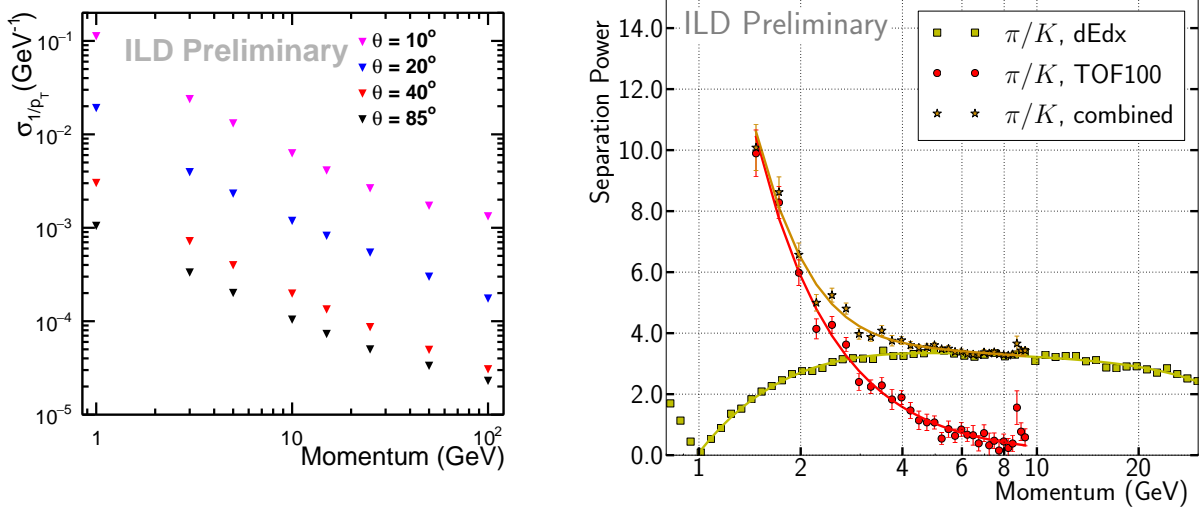 ILD Preliminary
θ = 10°
θ = 20°
θ = 40°
θ = 85°
σ1/pT (GeV⁻¹)
10⁻¹
10⁻²
10⁻³
10⁻⁴
10⁻⁵
1
10
10²
Momentum (GeV)
ILD Preliminary
π/K, dEdx
π/K, TOF100
π/K, combined
Separation Power
14.0
12.0
10.0
8.0
6.0
4.0
2.0
0.0
1 2 4 6 8 10 20
Momentum (GeV)